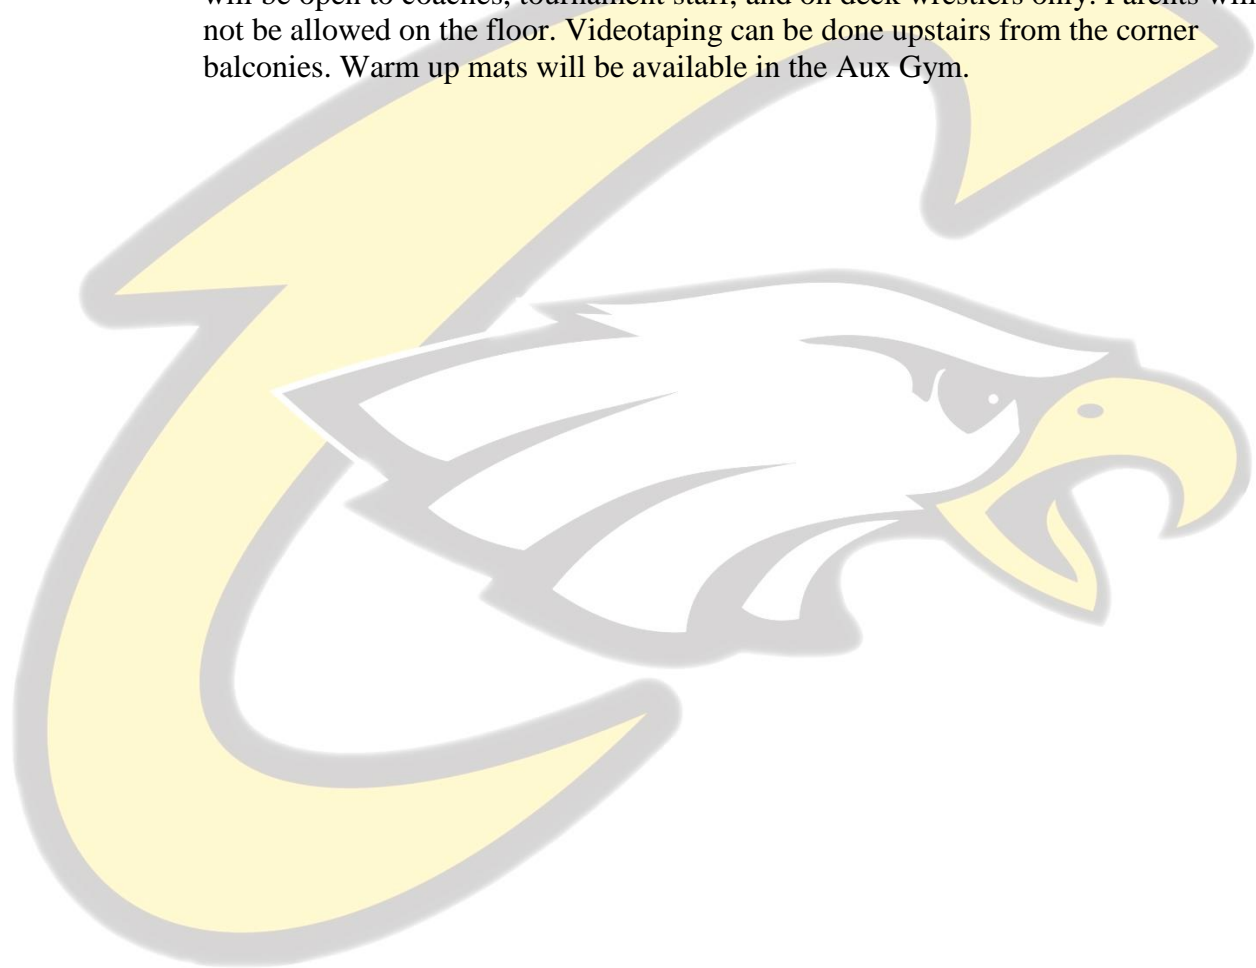 will be open to coaches, tournament staff, and on deck wrestlers only. Parents will
not be allowed on the floor. Videotaping can be done upstairs from the corner
balconies. Warm up mats will be available in the Aux Gym.